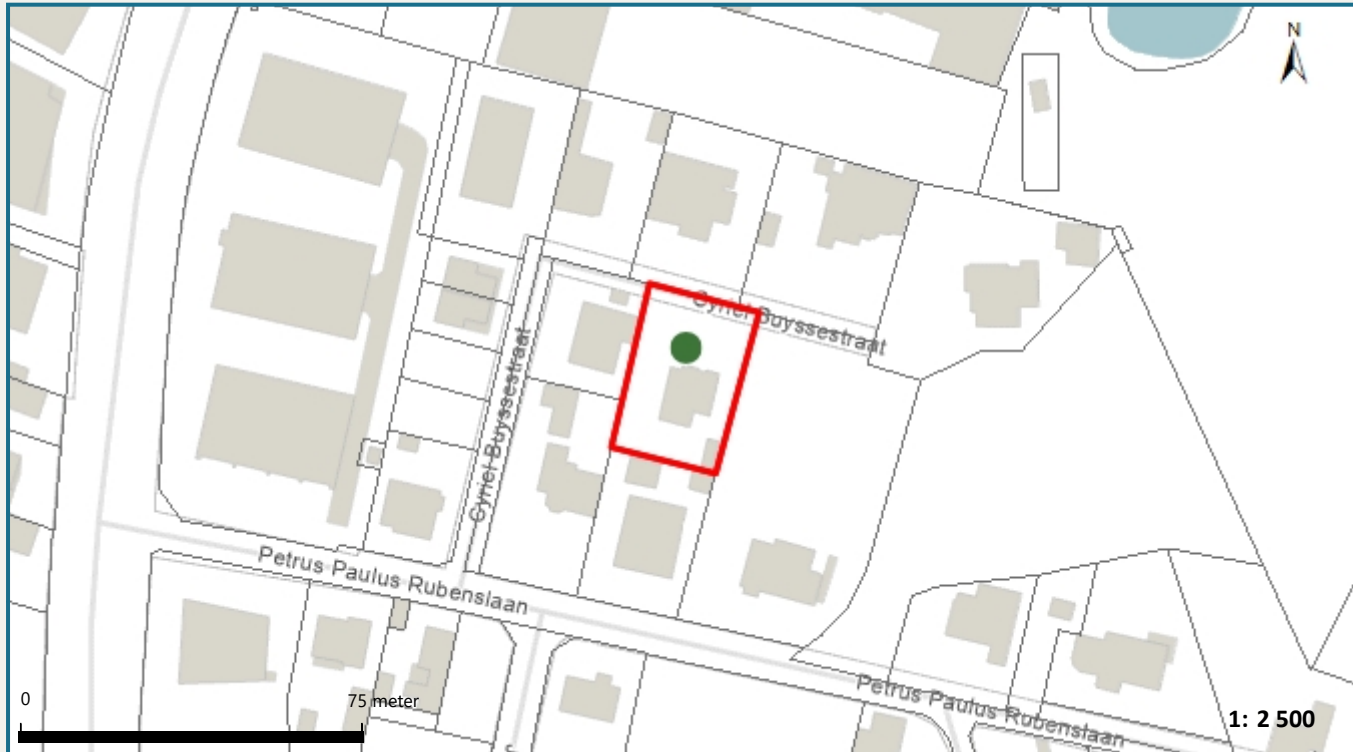 N
Cyriel Buyssestraat
Cyriel Buyssestraat
Petrus Paulus Rubenslaan
Petrus Paulus Rubenslaan
0
75 meter
1: 2 500